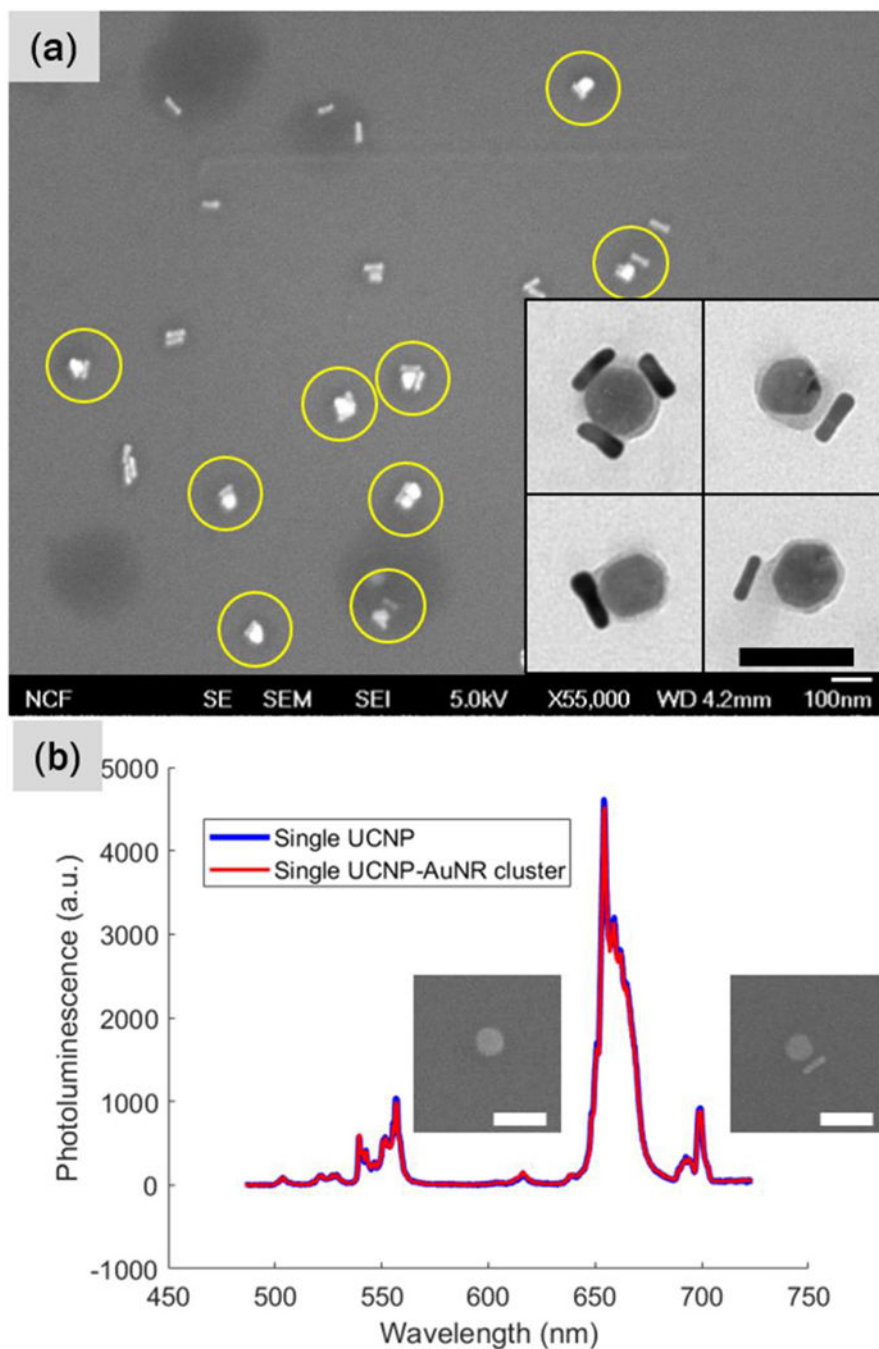 (a)
NCF SE SEM SEI 5.0kV X55,000 WD 4.2mm 100nm
(b)
5000
4000
3000
2000
1000
0
-1000
Photoluminescence (a.u.)
Single UCNP
Single UCNP-AuNR cluster
450 500 550 600 650 700 750
Wavelength (nm)